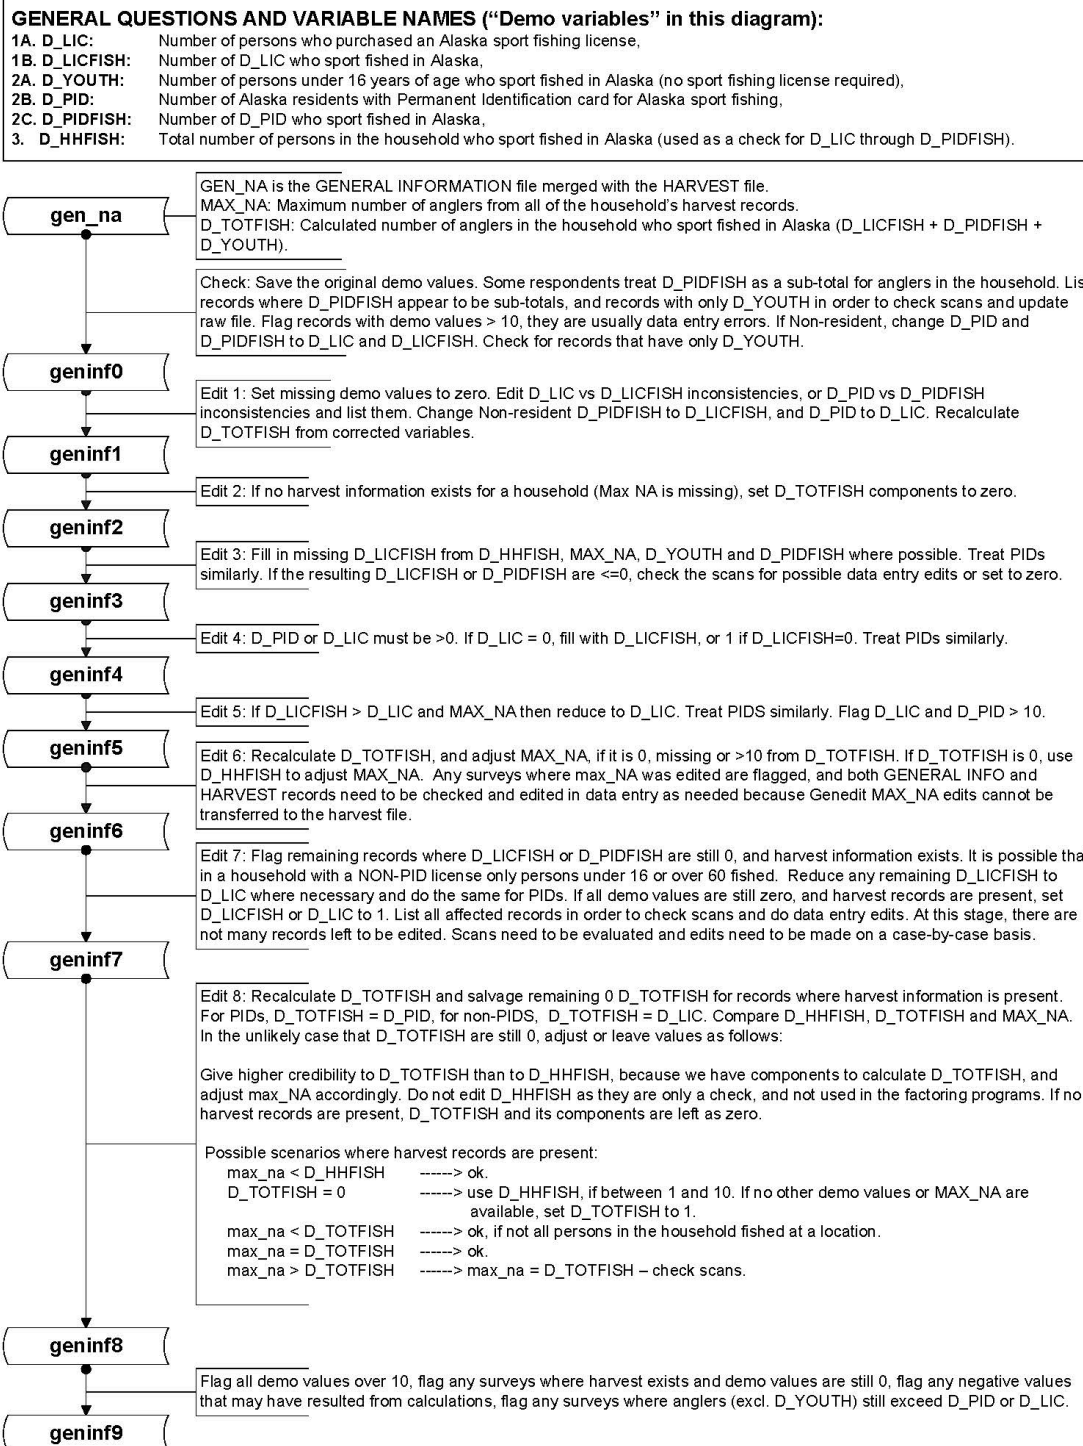 GENERAL QUESTIONS AND VARIABLE NAMES (“Demo variables” in this diagram):
1A. D_LIC: Number of persons who purchased an Alaska sport fishing license,
1B. D_LICFISH: Number of D_LIC who sport fished in Alaska,
2A. D_YOUTH: Number of persons under 16 years of age who sport fished in Alaska (no sport fishing license required),
2B. D_PID: Number of Alaska residents with Permanent Identification card for Alaska sport fishing,
2C. D_PIDFISH: Number of D_PID who sport fished in Alaska,
3. D_HHFISH: Total number of persons in the household who sport fished in Alaska (used as a check for D_LIC through D_PIDFISH).
gen_na
GEN_NA is the GENERAL INFORMATION file merged with the HARVEST file.
MAX_NA: Maximum number of anglers from all of the household’s harvest records.
D_TOTFISH: Calculated number of anglers in the household who sport fished in Alaska (D_LICFISH + D_PIDFISH +
D_YOUTH).
Check: Save the original demo values. Some respondents treat D_PIDFISH as a sub-total for anglers in the household. Lis
records where D_PIDFISH appear to be sub-totals, and records with only D_YOUTH in order to check scans and update
raw file. Flag records with demo values > 10, they are usually data entry errors. If Non-resident, change D_PID and
D_PIDFISH to D_LIC and D_LICFISH. Check for records that have only D_YOUTH.
geninf0
Edit 1: Set missing demo values to zero. Edit D_LIC vs D_LICFISH inconsistencies, or D_PID vs D_PIDFISH
inconsistencies and list them. Change Non-resident D_PIDFISH to D_LICFISH, and D_PID to D_LIC. Recalculate
D_TOTFISH from corrected variables.
geninf1
Edit 2: If no harvest information exists for a household (Max NA is missing), set D_TOTFISH components to zero.
geninf2
Edit 3: Fill in missing D_LICFISH from D_HHFISH, MAX_NA, D_YOUTH and D_PIDFISH where possible. Treat PIDs
similarly. If the resulting D_LICFISH or D_PIDFISH are <=0, check the scans for possible data entry edits or set to zero.
geninf3
Edit 4: D_PID or D_LIC must be >0. If D_LIC = 0, fill with D_LICFISH, or 1 if D_LICFISH=0. Treat PIDs similarly.
geninf4
Edit 5: If D_LICFISH > D_LIC and MAX_NA then reduce to D_LIC. Treat PIDS similarly. Flag D_LIC and D_PID > 10.
geninf5
Edit 6: Recalculate D_TOTFISH, and adjust MAX_NA, if it is 0, missing or >10 from D_TOTFISH. If D_TOTFISH is 0, use
D_HHFISH to adjust MAX_NA. Any surveys where max_NA was edited are flagged, and both GENERAL INFO and
HARVEST records need to be checked and edited in data entry as needed because Genedit MAX_NA edits cannot be
transferred to the harvest file.
geninf6
Edit 7: Flag remaining records where D_LICFISH or D_PIDFISH are still 0, and harvest information exists. It is possible tha
in a household with a NON-PID license only persons under 16 or over 60 fished. Reduce any remaining D_LICFISH to
D_LIC where necessary and do the same for PIDs. If all demo values are still zero, and harvest records are present, set
D_LICFISH or D_LIC to 1. List all affected records in order to check scans and do data entry edits. At this stage, there are
not many records left to be edited. Scans need to be evaluated and edits need to be made on a case-by-case basis.
geninf7
Edit 8: Recalculate D_TOTFISH and salvage remaining 0 D_TOTFISH for records where harvest information is present.
For PIDs, D_TOTFISH = D_PID, for non-PIDS, D_TOTFISH = D_LIC. Compare D_HHFISH, D_TOTFISH and MAX_NA.
In the unlikely case that D_TOTFISH are still 0, adjust or leave values as follows:
Give higher credibility to D_TOTFISH than to D_HHFISH, because we have components to calculate D_TOTFISH, and
adjust max_NA accordingly. Do not edit D_HHFISH as they are only a check, and not used in the factoring programs. If no
harvest records are present, D_TOTFISH and its components are left as zero.
Possible scenarios where harvest records are present:
max_na < D_HHFISH ------> ok.
D_TOTFISH = 0 ------> use D_HHFISH, if between 1 and 10. If no other demo values or MAX_NA are
available, set D_TOTFISH to 1.
max_na < D_TOTFISH ------> ok, if not all persons in the household fished at a location.
max_na = D_TOTFISH ------> ok.
max_na > D_TOTFISH ------> max_na = D_TOTFISH – check scans.
geninf8
Flag all demo values over 10, flag any surveys where harvest exists and demo values are still 0, flag any negative values
that may have resulted from calculations, flag any surveys where anglers (excl. D_YOUTH) still exceed D_PID or D_LIC.
geninf9